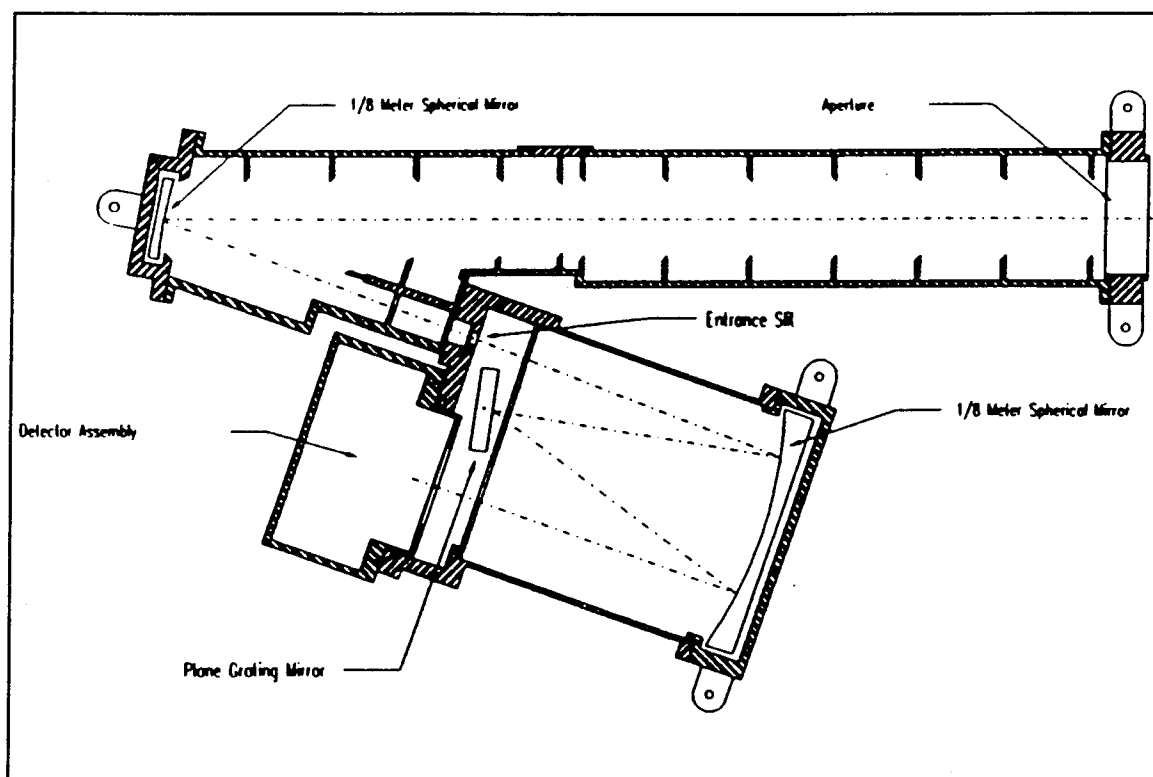 1/8 Meter Spherical Mirror
Aperture
Entrance Slit
1/8 Meter Spherical Mirror
Detector Assembly
Plane Grating Mirror